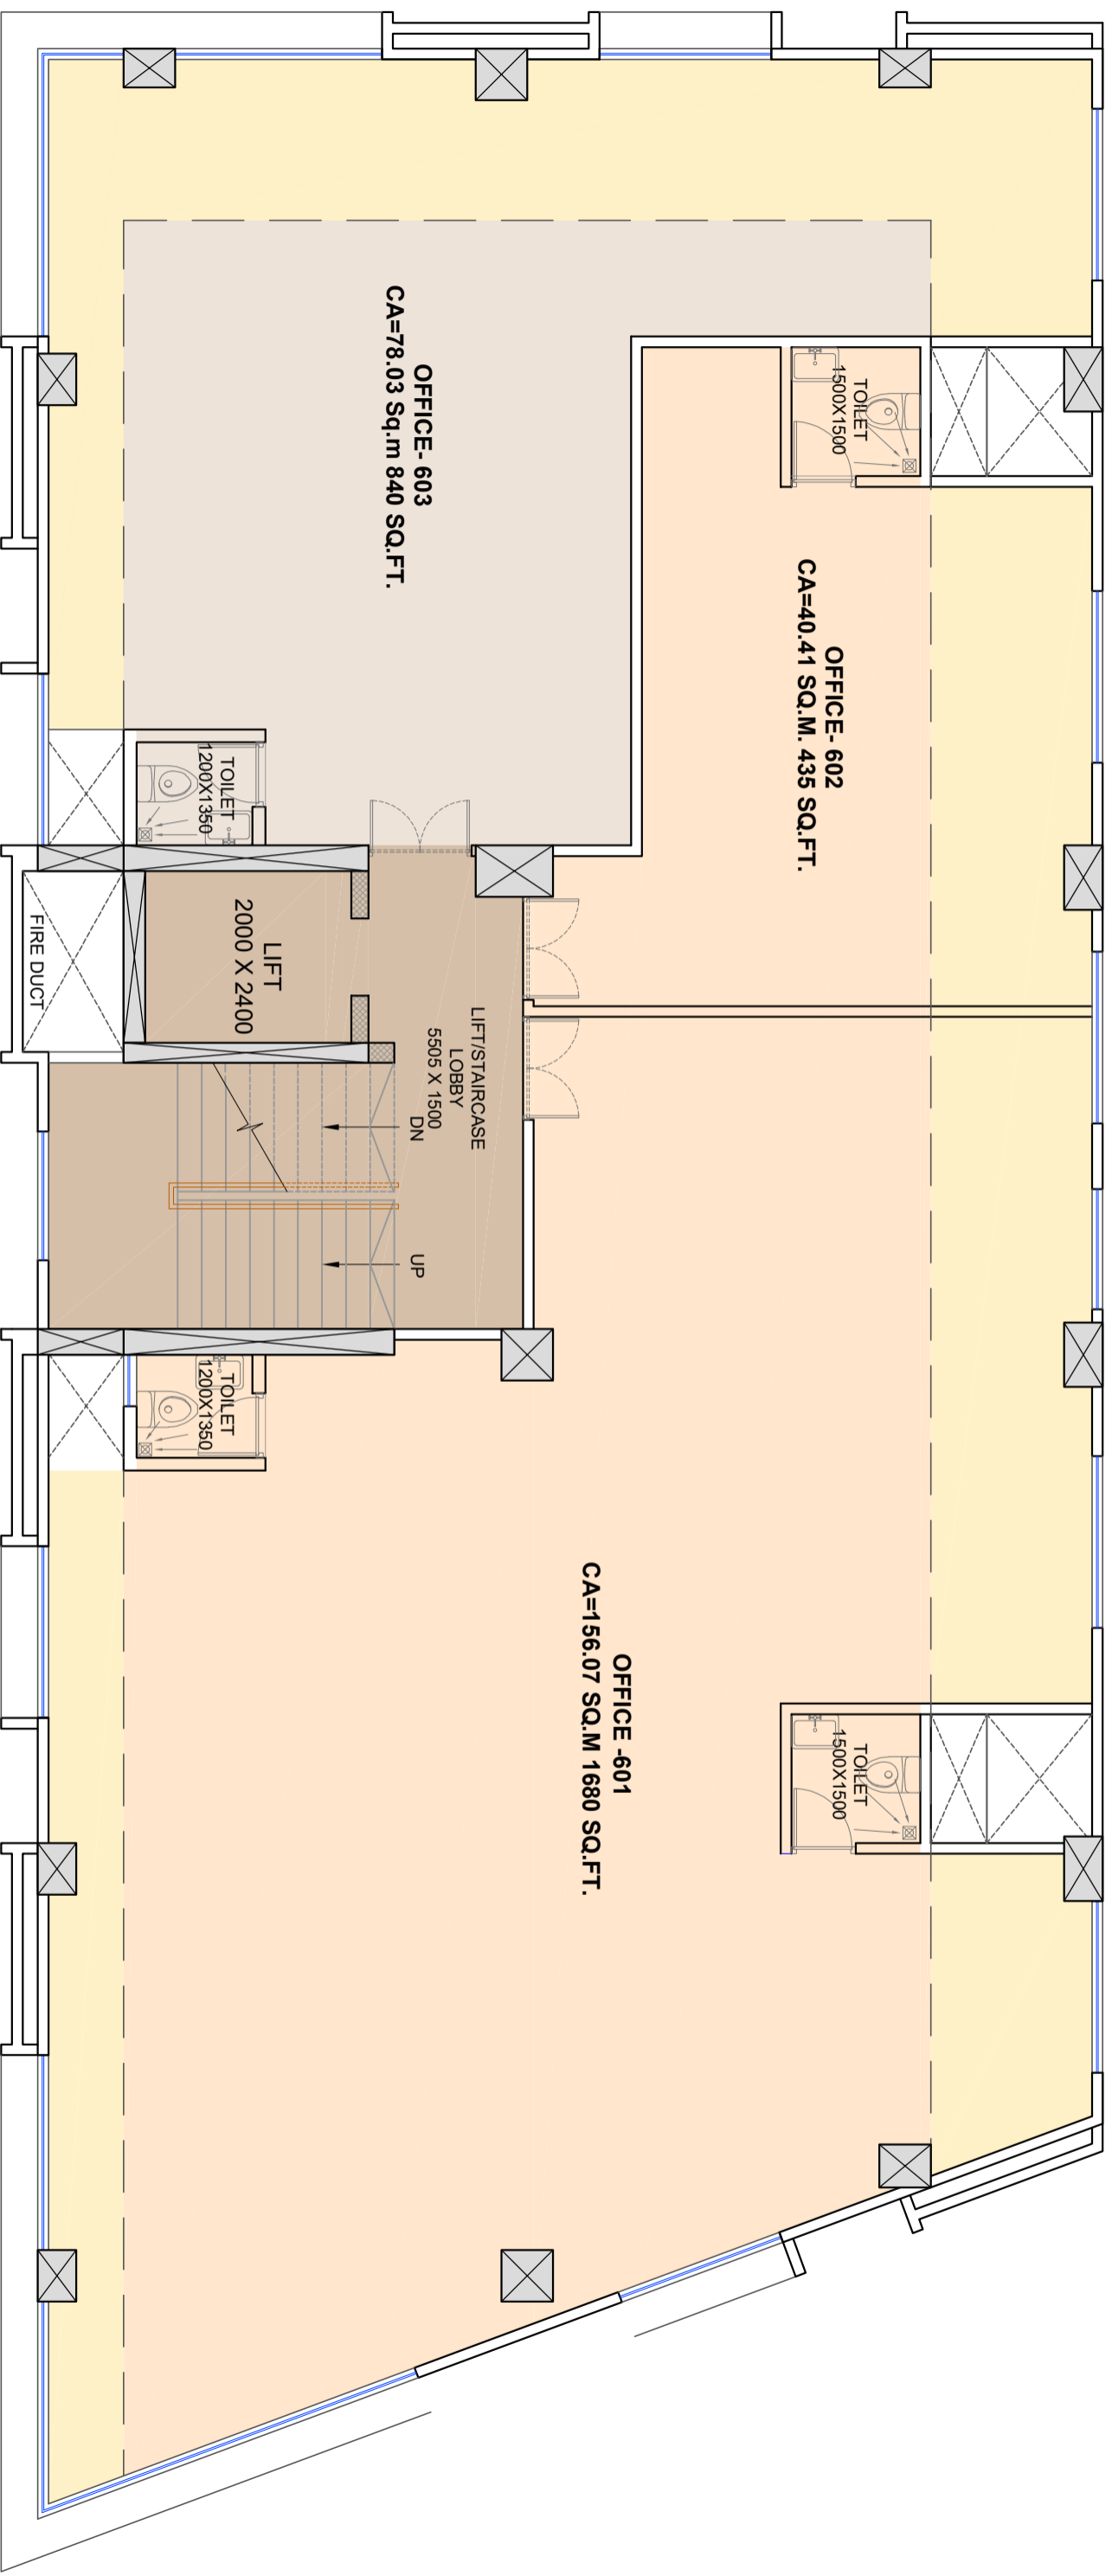 OFFICE- 603
CA=78.03 Sq.m 840 SQ.FT.
TOILET
1500X1500
OFFICE- 602
CA=40.41 SQ.M. 435 SQ.FT.
TOILET
1200X1350
FIRE DUCT
LIFT
2000 X 2400
LIFT/STAIRCASE
LOBBY
5505 X 1500
DN
UP
TOILET
1200X1350
OFFICE -601
CA=156.07 SQ.M 1680 SQ.FT.
TOILET
1500X1500